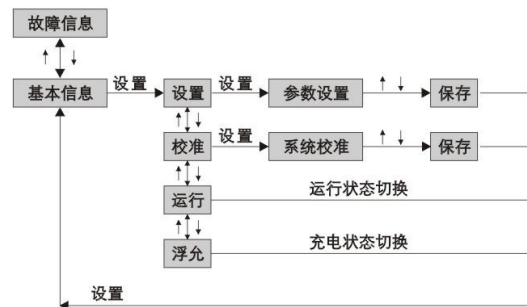 故障信息
↑ ↓
基本信息 设置 设置 设置 参数设置 ↑ ↓ 保存
↑ ↓
校准 设置 系统校准 ↑ ↓ 保存
↑ ↓
运行 运行状态切换
↑ ↓
浮允 充电状态切换
设置